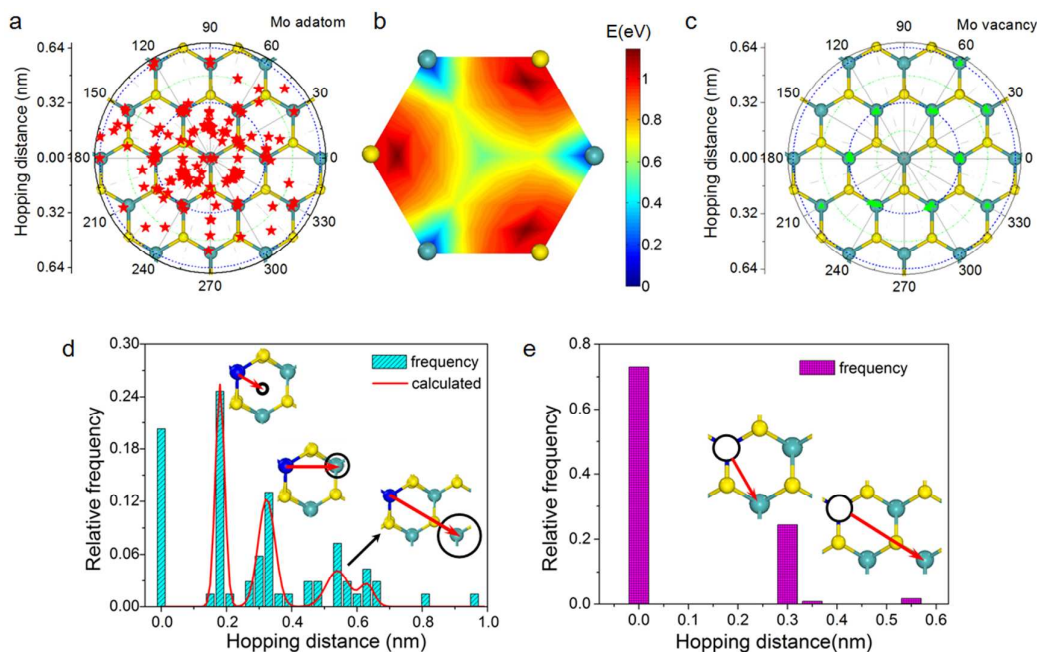 a
Mo adatom
Hopping distance (nm)
0.64
0.32
0.00
0.32
0.64
90
120
150
180
210
240
270
300
330
0
30
60
b
E(eV)
1
0.8
0.6
0.4
0.2
0
c
Mo vacancy
Hopping distance (nm)
0.64
0.32
0.00
0.32
0.64
90
120
150
180
210
240
270
300
330
0
30
60
d
Relative frequency
0.30
0.24
0.18
0.12
0.06
0.00
frequency
calculated
0.0 0.2 0.4 0.6 0.8 1.0
Hopping distance (nm)
e
Relative frequency
0.8
0.6
0.4
0.2
0.0
frequency
0.0 0.1 0.2 0.3 0.4 0.5 0.6
Hopping distance(nm)